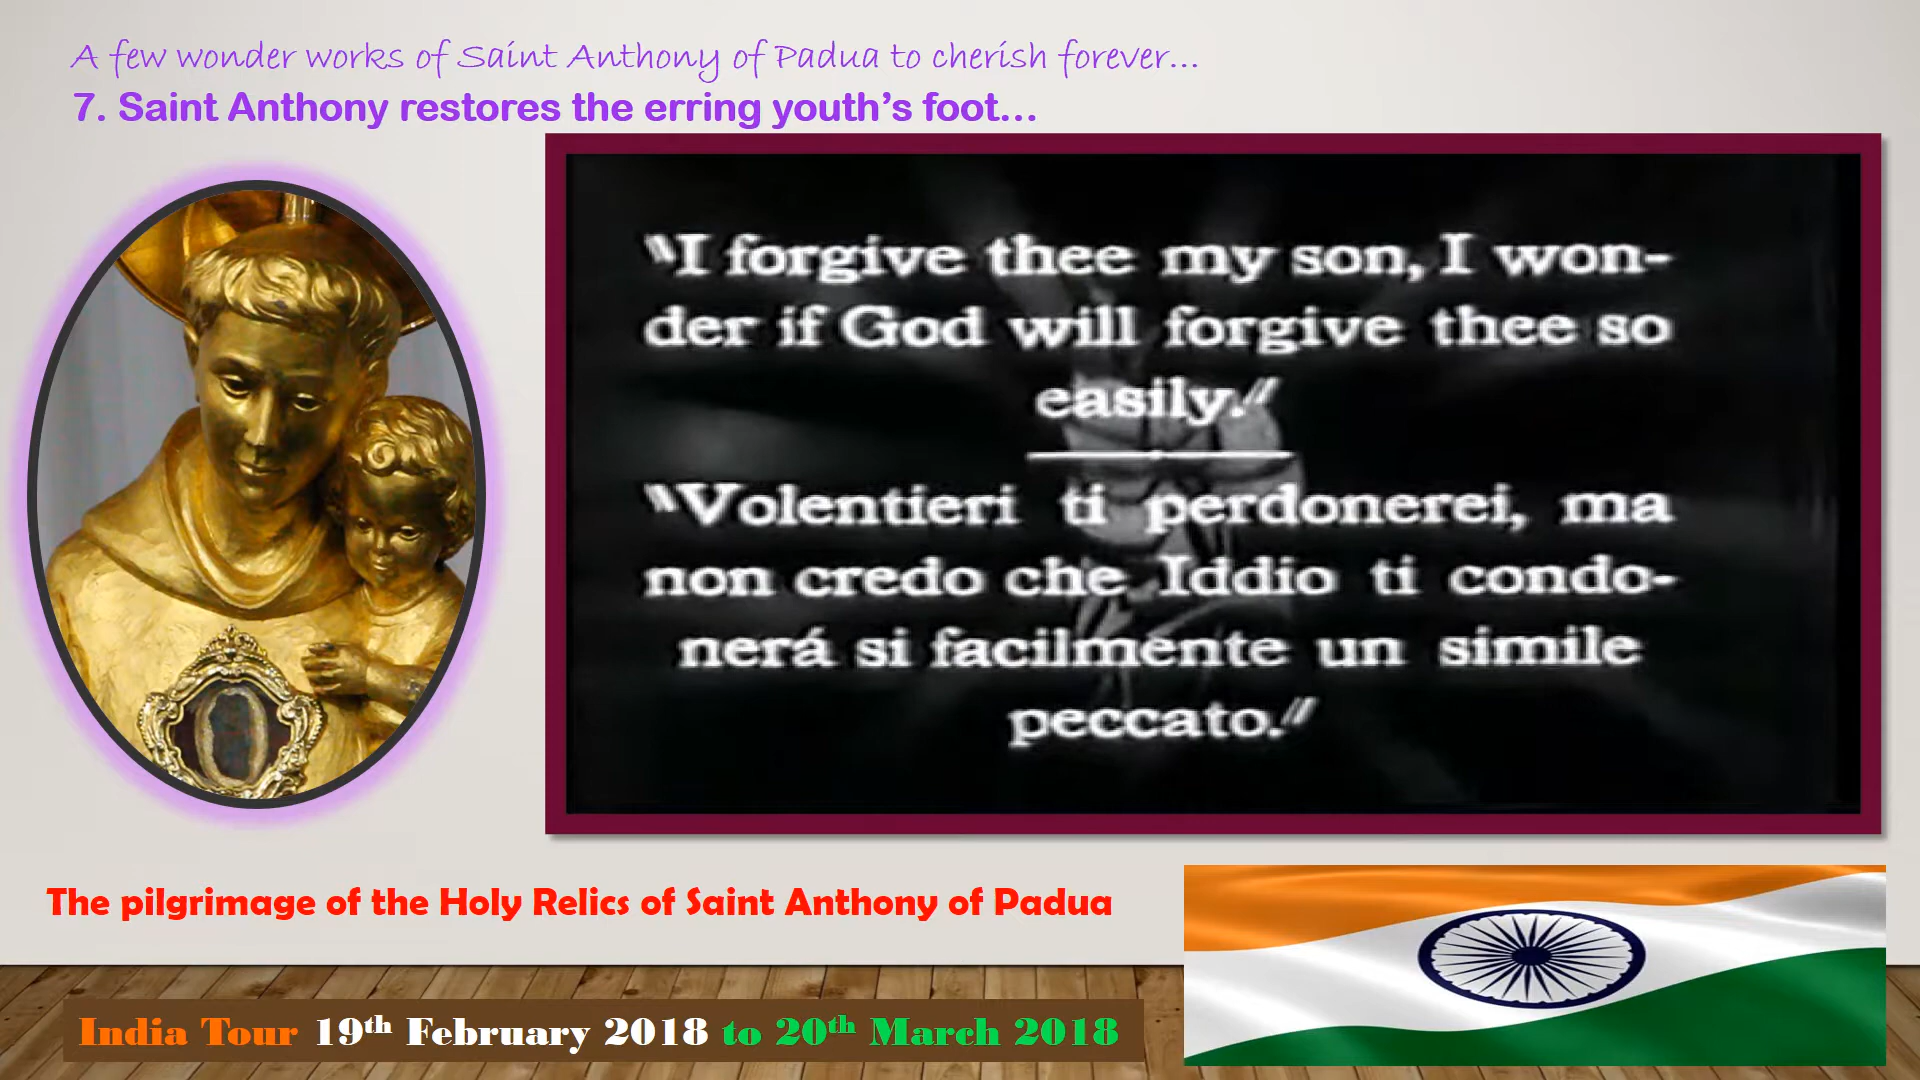 A few wonder works of Saint Anthony of Padua to cherish forever...
7. Saint Anthony restores the erring youth's foot...
"I forgive thee my son, I won-
der if God will forgive thee so
easily."
"Volentieri ti perdonerei, ma
non credo che Iddio ti condo-
nerá si facilmente un simile
peccato."
The pilgrimage of the Holy Relics of Saint Anthony of Padua
India Tour 19th February 2018 to 20th March 2018